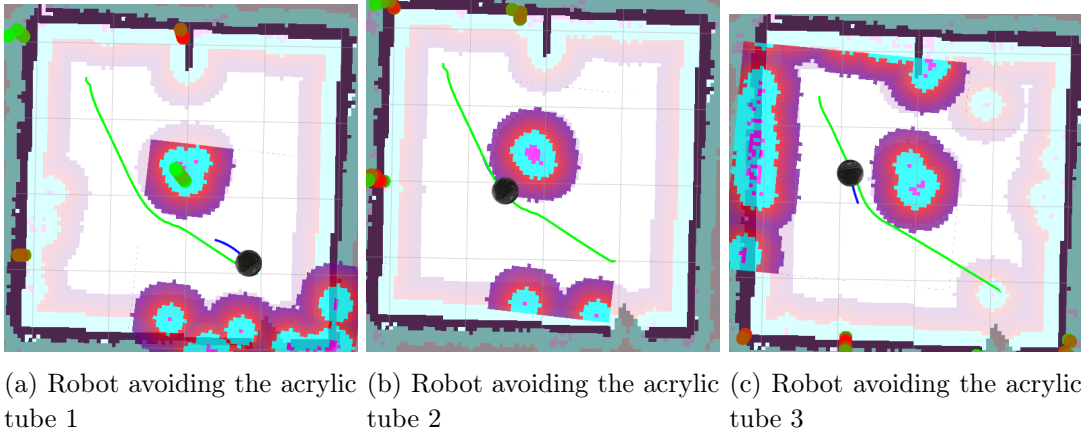 (a) Robot avoiding the acrylic tube 1
(b) Robot avoiding the acrylic tube 2
(c) Robot avoiding the acrylic tube 3